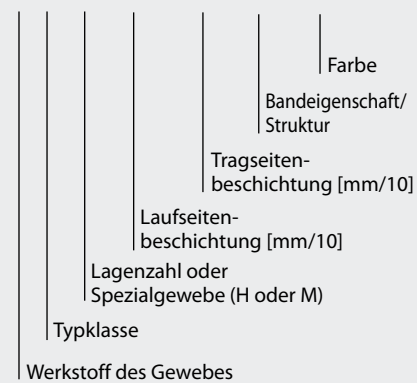 Farbe
Bandeigenschaft/
Struktur
Tragseiten-
beschichtung [mm/10]
Laufseiten-
beschichtung [mm/10]
Lagenzahl oder
Spezialgewebe (H oder M)
Typklasse
Werkstoff des Gewebes